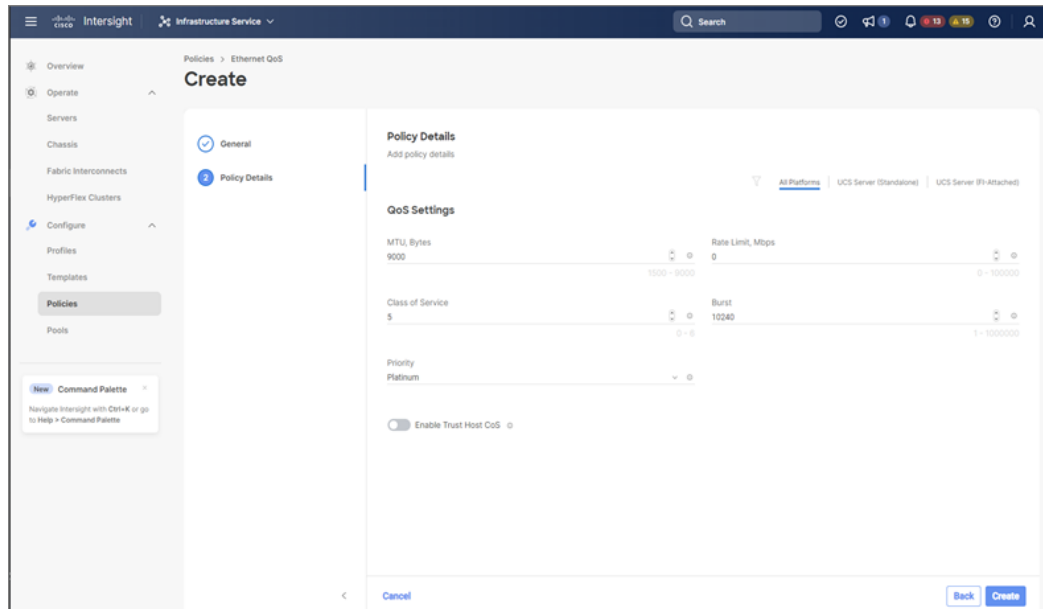 CISCO Intersight
Infrastructure Service
Search
1
13
15
Overview
Operate
Servers
Chassis
Fabric Interconnects
HyperFlex Clusters
Configure
Profiles
Templates
Policies
Pools
New Command Palette
Navigate Intersight with Ctrl+K or go
to Help > Command Palette
Policies > Ethernet QoS
Create
General
2 Policy Details
Policy Details
Add policy details
All Platforms | UCS Server (Standalone) | UCS Server (FI-Attached)
QoS Settings
MTU, Bytes
9000
1500 - 9000
Rate Limit, Mbps
0
0 - 100000
Class of Service
5
0 - 6
Burst
10240
1 - 1000000
Priority
Platinum
Enable Trust Host CoS
Cancel
Back
Create